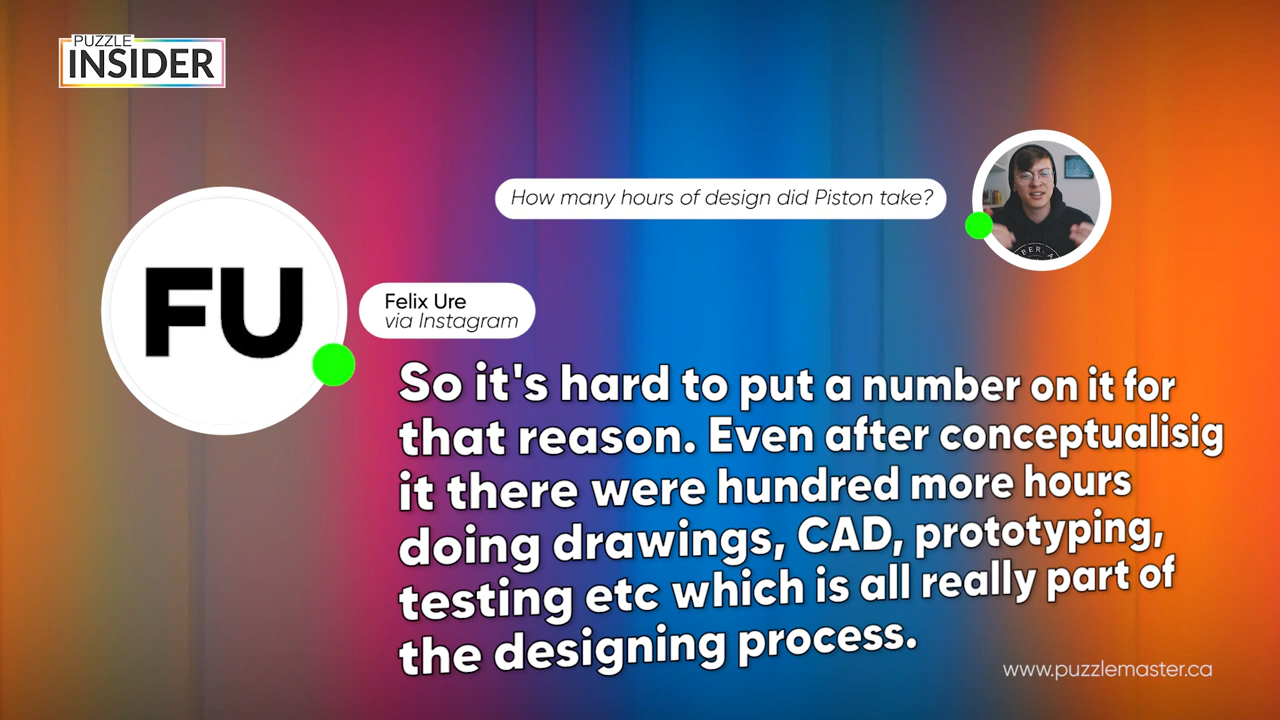 PUZZLE
INSIDER
How many hours of design did Piston take?
FU
Felix Ure
via Instagram
So it's hard to put a number on it for
that reason. Even after conceptualisig
it there were hundred more hours
doing drawings, CAD, prototyping,
testing etc which is all really part of
the designing process.
www.puzzlemaster.ca